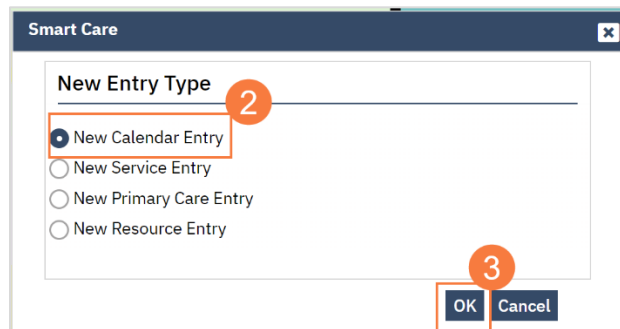 Smart Care
New Entry Type
2
New Calendar Entry
New Service Entry
New Primary Care Entry
New Resource Entry
3
OK Cancel